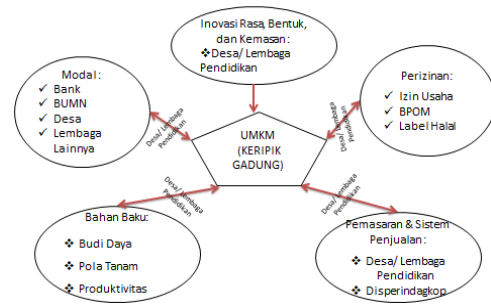 Inovasi Rasa, Bentuk,
dan Kemasan:
❖Desa/ Lembaga
Pendidikan
Modal:
✓ Bank
✓ BUMN
✓ Desa
✓ Lembaga
Lainnya
Perizinan:
✓ Izin Usaha
✓ BPOM
✓ Label Halal
Desa/ Lembaga
Pendidikan
Desa/ Lembaga
Pendidikan
UMKM
(KERIPIK
GADUNG)
Desa/ Lembaga
Pendidikan
Desa/ Lembaga
Pendidikan
Bahan Baku:
❖ Budi Daya
❖ Pola Tanam
❖ Produktivitas
Pemasaran & Sistem
Penjualan:
❖ Desa/ Lembaga
Pendidikan
❖ Disperindagkop